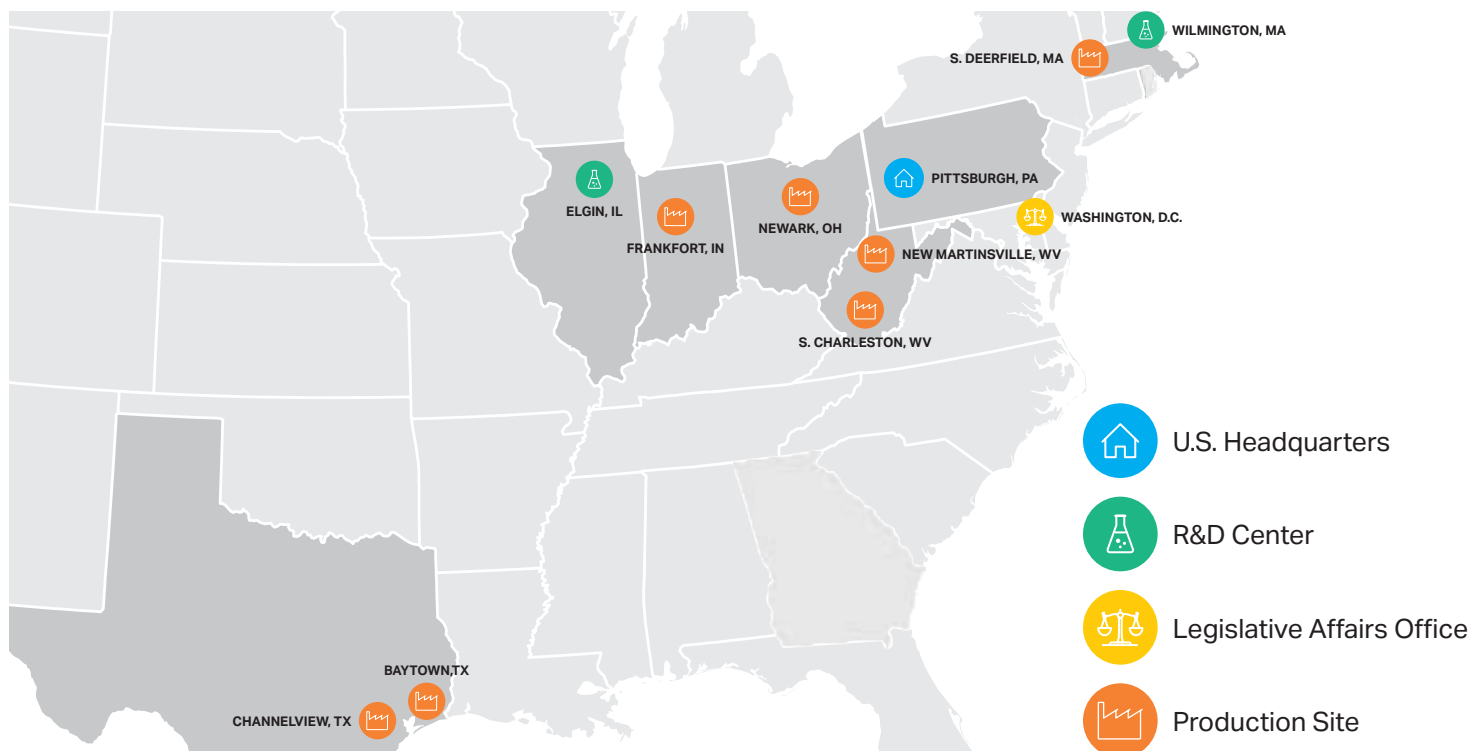 WILMINGTON, MA
S. DEERFIELD, MA
PITTSBURGH, PA
ELGIN, IL
WASHINGTON, D.C.
NEWARK, OH
FRANKFORT, IN
NEW MARTINSVILLE, WV
S. CHARLESTON, WV
U.S. Headquarters
R&D Center
Legislative Affairs Office
BAYTOWN,TX
CHANNELVIEW, TX
Production Site